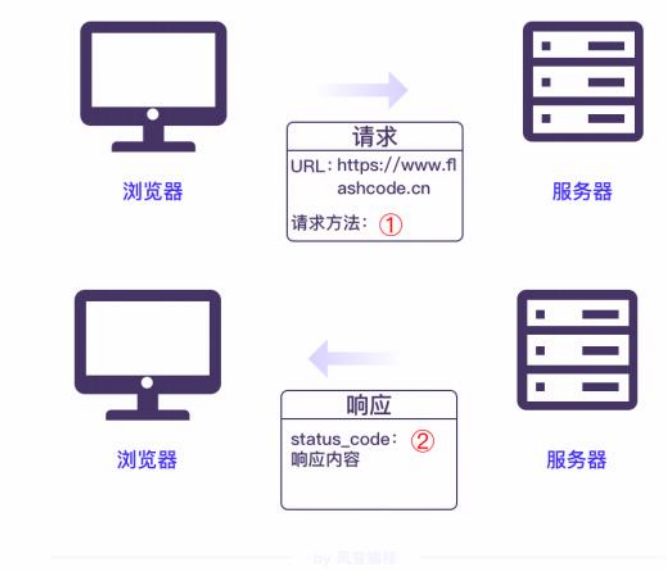 请求
URL：https://www.fl
ashcode.cn
请求方法：①
浏览器
服务器
响应
status_code：②
响应内容
浏览器
服务器